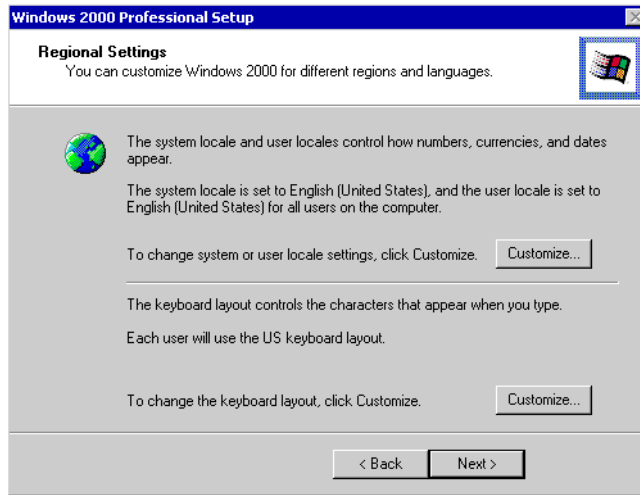 Windows 2000 Professional Setup
Regional Settings
You can customize Windows 2000 for different regions and languages.
The system locale and user locales control how numbers, currencies, and dates
appear.
The system locale is set to English (United States), and the user locale is set to
English (United States) for all users on the computer.
To change system or user locale settings, click Customize.
Customize...
The keyboard layout controls the characters that appear when you type.
Each user will use the US keyboard layout.
To change the keyboard layout, click Customize.
Customize...
< Back
Next >